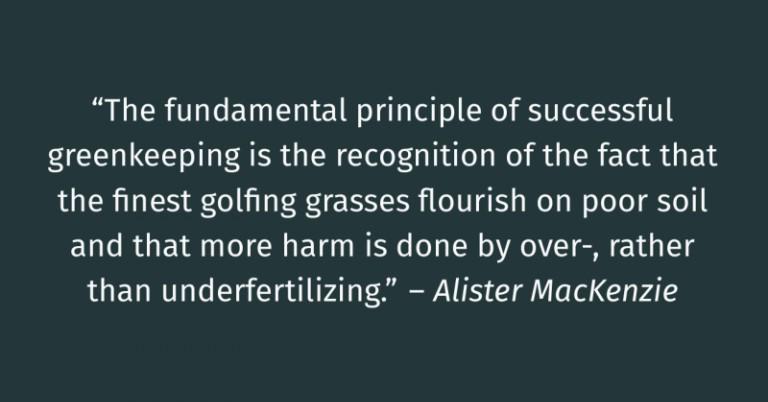 “The fundamental principle of successful
greenkeeping is the recognition of the fact that
the finest golfing grasses flourish on poor soil
and that more harm is done by over-, rather
than underfertilizing.” – Alister MacKenzie